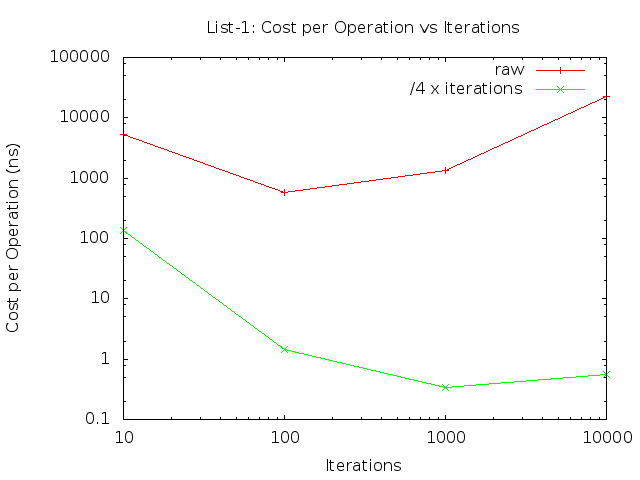 List-1: Cost per Operation vs Iterations
100000
raw
/4 x iterations
10000
1000
100
10
1
0.1
Cost per Operation (ns)
10 100 1000 10000
Iterations